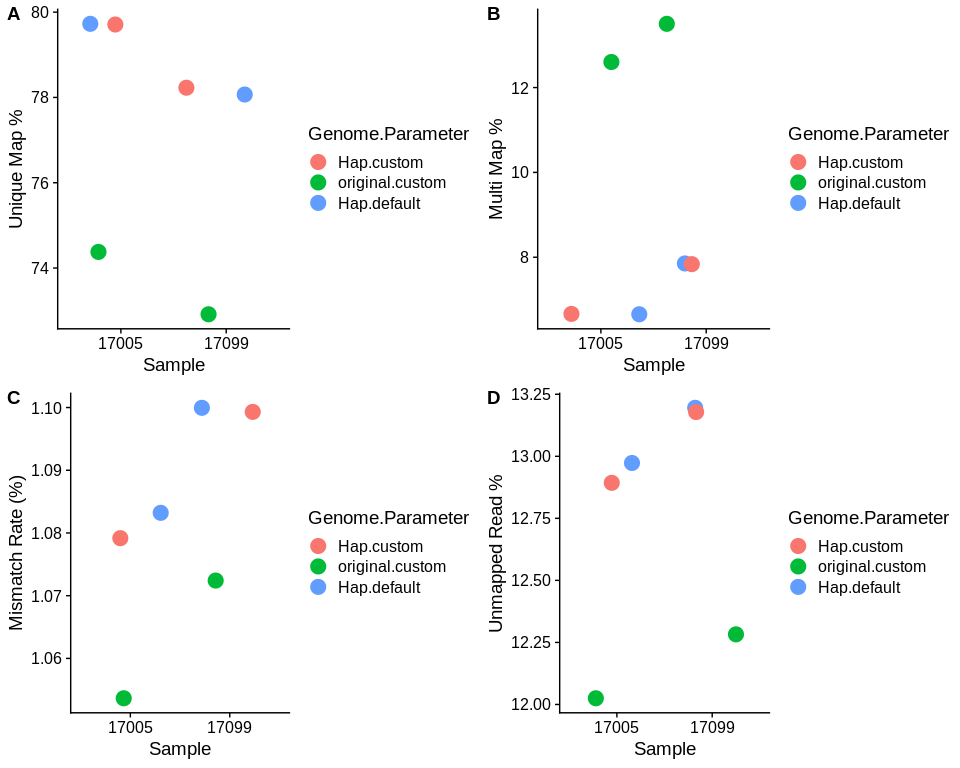 A
80
78
76
74
Unique Map %
17005 17099
Sample
Genome.Parameter
Hap.custom
original.custom
Hap.default
B
12
10
8
Multi Map %
17005 17099
Sample
Genome.Parameter
Hap.custom
original.custom
Hap.default
C
1.10
1.09
1.08
1.07
1.06
Mismatch Rate (%)
17005 17099
Sample
Genome.Parameter
Hap.custom
original.custom
Hap.default
D
13.25
13.00
12.75
12.50
12.25
12.00
Unmapped Read %
17005 17099
Sample
Genome.Parameter
Hap.custom
original.custom
Hap.default